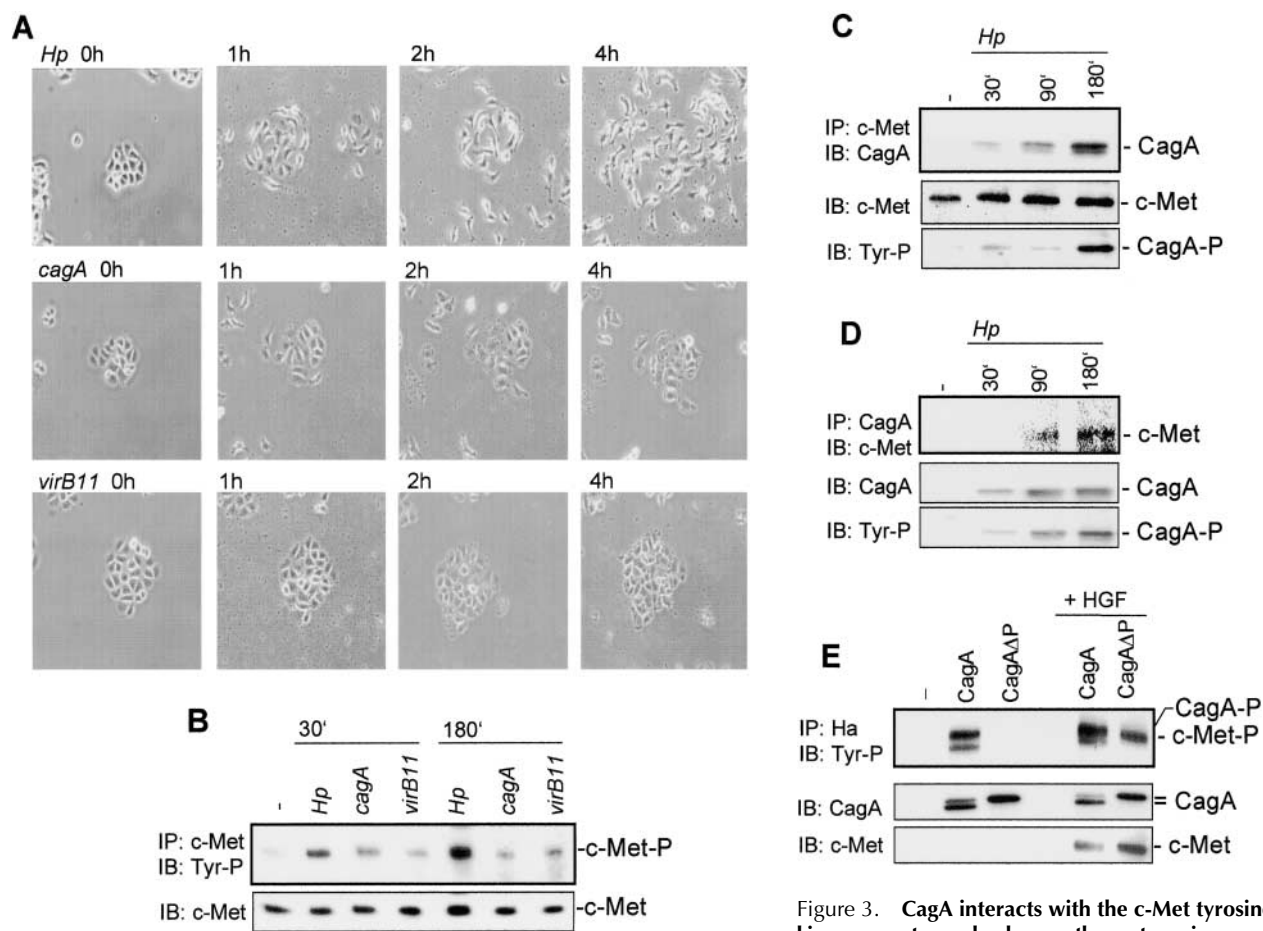 A
Hp 0h 1h 2h 4h
cagA 0h 1h 2h 4h
virB11 0h 1h 2h 4h
B
30‘ 180‘
- Hp cagA virB11 Hp cagA virB11
IP: c-Met
IB: Tyr-P
-c-Met-P
IB: c-Met -c-Met
C
Hp
- 30‘ 90‘ 180‘
IP: c-Met
IB: CagA
- CagA
IB: c-Met - c-Met
IB: Tyr-P - CagA-P
D
Hp
- 30‘ 90‘ 180‘
IP: CagA
IB: c-Met
- c-Met
IB: CagA - CagA
IB: Tyr-P - CagA-P
E
+ HGF
- CagA CagAΔP CagA CagAΔP
IP: Ha
IB: Tyr-P
CagA-P
- c-Met-P
IB: CagA = CagA
IB: c-Met - c-Met
Figure 3. CagA interacts with the c-Met tyrosin